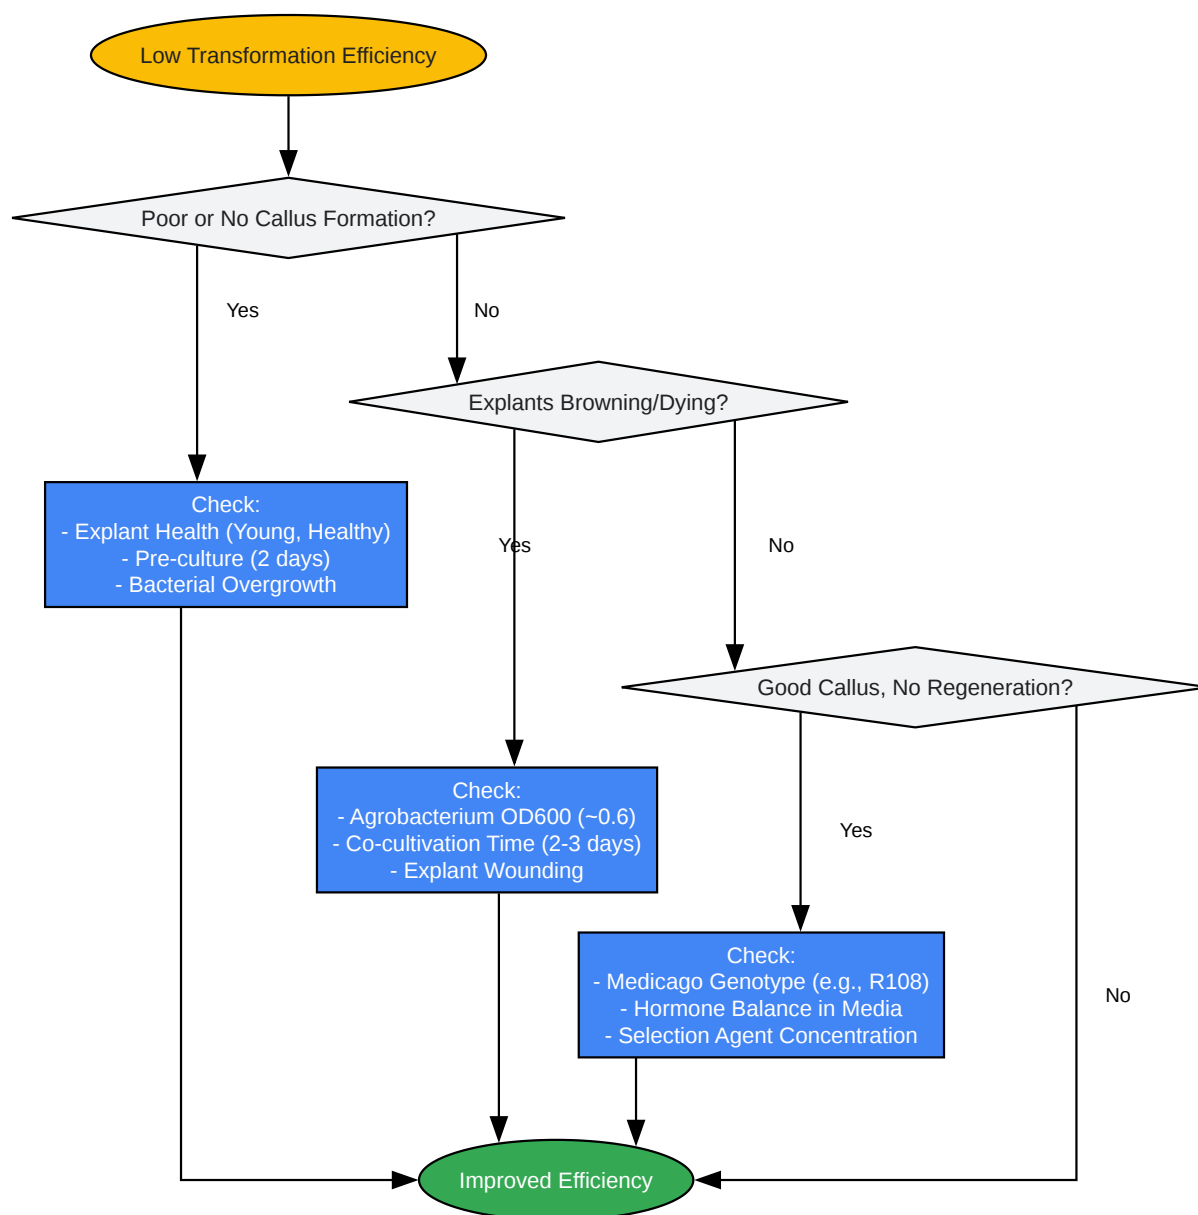 Low Transformation Efficiency
Poor or No Callus Formation?
Yes
No
Explants Browning/Dying?
Check:
- Explant Health (Young, Healthy)
- Pre-culture (2 days)
- Bacterial Overgrowth
Yes
No
Good Callus, No Regeneration?
Check:
- Agrobacterium OD600 (~0.6)
- Co-cultivation Time (2-3 days)
- Explant Wounding
Yes
Check:
- Medicago Genotype (e.g., R108)
- Hormone Balance in Media
- Selection Agent Concentration
No
Improved Efficiency